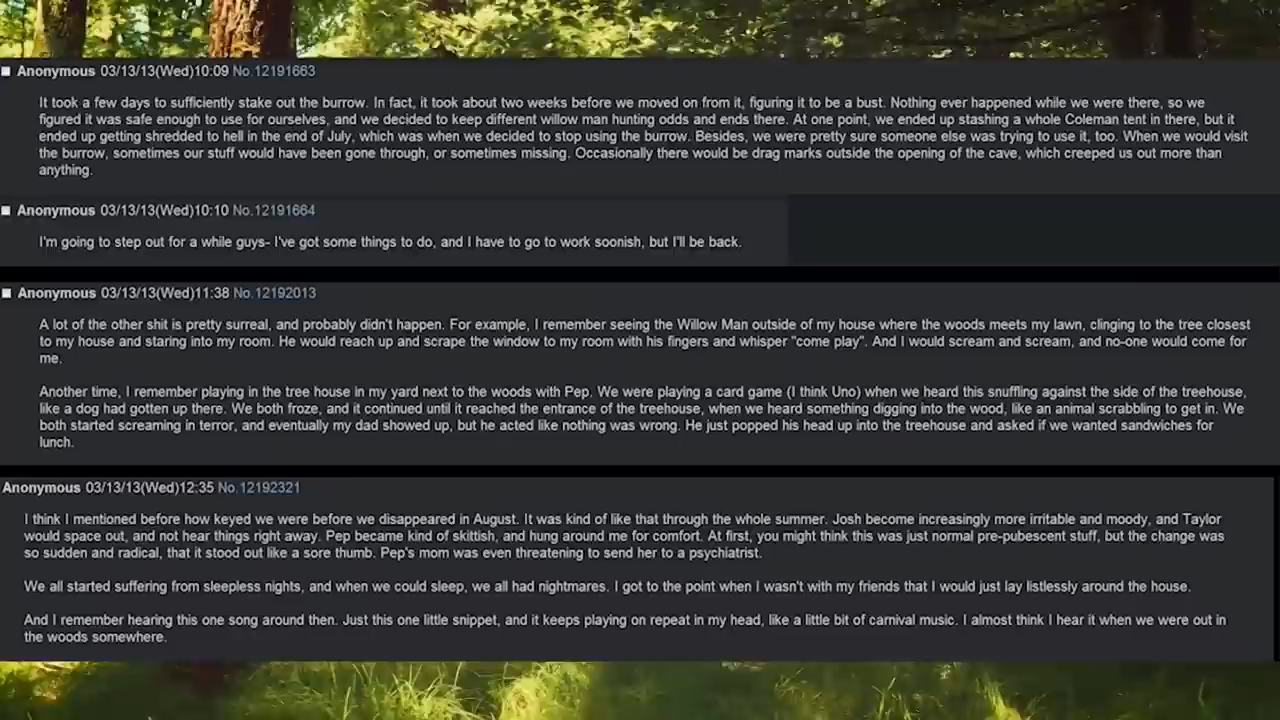 Anonymous 03/13/13(Wed)10:09 No.12191663
It took a few days to sufficiently stake out the burrow. In fact, it took about two weeks before we moved on from it, figuring it to be a bust. Nothing ever happened while we were there, so we
figured it was safe enough to use for ourselves, and we decided to keep different willow man hunting odds and ends there. At one point, we ended up stashing a whole Coleman tent in there, but it
ended up getting shredded to hell in the end of July, which was when we decided to stop using the burrow. Besides, we were pretty sure someone else was trying to use it, too. When we would visit
the burrow, sometimes our stuff would have been gone through, or sometimes missing. Occasionally there would be drag marks outside the opening of the cave, which creeped us out more than
anything.
Anonymous 03/13/13(Wed)10:10 No.12191664
I'm going to step out for a while guys- I've got some things to do, and I have to go to work soonish, but I'll be back.
Anonymous 03/13/13(Wed)11:38 No.12192013
A lot of the other shit is pretty surreal, and probably didn't happen. For example, I remember seeing the Willow Man outside of my house where the woods meets my lawn, clinging to the tree closest
to my house and staring into my room. He would reach up and scrape the window to my room with his fingers and whisper "come play". And I would scream and scream, and no-one would come for
me.
Another time, I remember playing in the tree house in my yard next to the woods with Pep. We were playing a card game (I think Uno) when we heard this snuffling against the side of the treehouse,
like a dog had gotten up there. We both froze, and it continued until it reached the entrance of the treehouse, when we heard something digging into the wood, like an animal scrabbling to get in. We
both started screaming in terror, and eventually my dad showed up, but he acted like nothing was wrong. He just popped his head up into the treehouse and asked if we wanted sandwiches for
lunch.
Anonymous 03/13/13(Wed)12:35 No.12192321
I think I mentioned before how keyed we were before we disappeared in August. It was kind of like that through the whole summer. Josh become increasingly more irritable and moody, and Taylor
would space out, and not hear things right away. Pep became kind of skittish, and hung around me for comfort. At first, you might think this was just normal pre-pubescent stuff, but the change was
so sudden and radical, that it stood out like a sore thumb. Pep's mom was even threatening to send her to a psychiatrist.
We all started suffering from sleepless nights, and when we could sleep, we all had nightmares. I got to the point when I wasn't with my friends that I would just lay listlessly around the house.
And I remember hearing this one song around then. Just this one little snippet, and it keeps playing on repeat in my head, like a little bit of carnival music. I almost think I hear it when we were out in
the woods somewhere.